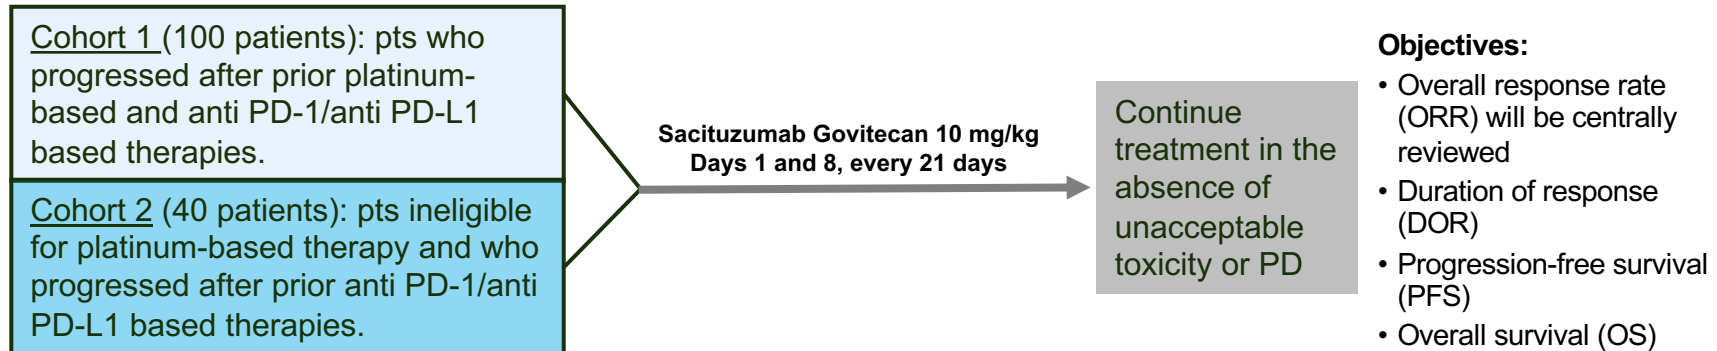 Cohort 1 (100 patients): pts who
progressed after prior platinum-
based and anti PD-1/anti PD-L1
based therapies.
Cohort 2 (40 patients): pts ineligible
for platinum-based therapy and who
progressed after prior anti PD-1/anti
PD-L1 based therapies.
Sacituzumab Govitecan 10 mg/kg
Days 1 and 8, every 21 days
Continue
treatment in the
absence of
unacceptable
toxicity or PD
Objectives:
• Overall response rate
(ORR) will be centrally
reviewed
• Duration of response
(DOR)
• Progression-free survival
(PFS)
• Overall survival (OS)